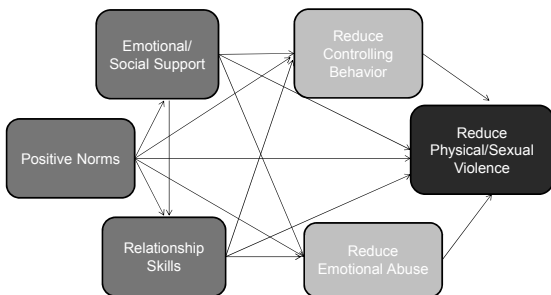 Emotional/
Social Support
Reduce
Controlling
Behavior
Positive Norms
Reduce
Physical/Sexual
Violence
Relationship
Skills
Reduce
Emotional Abuse